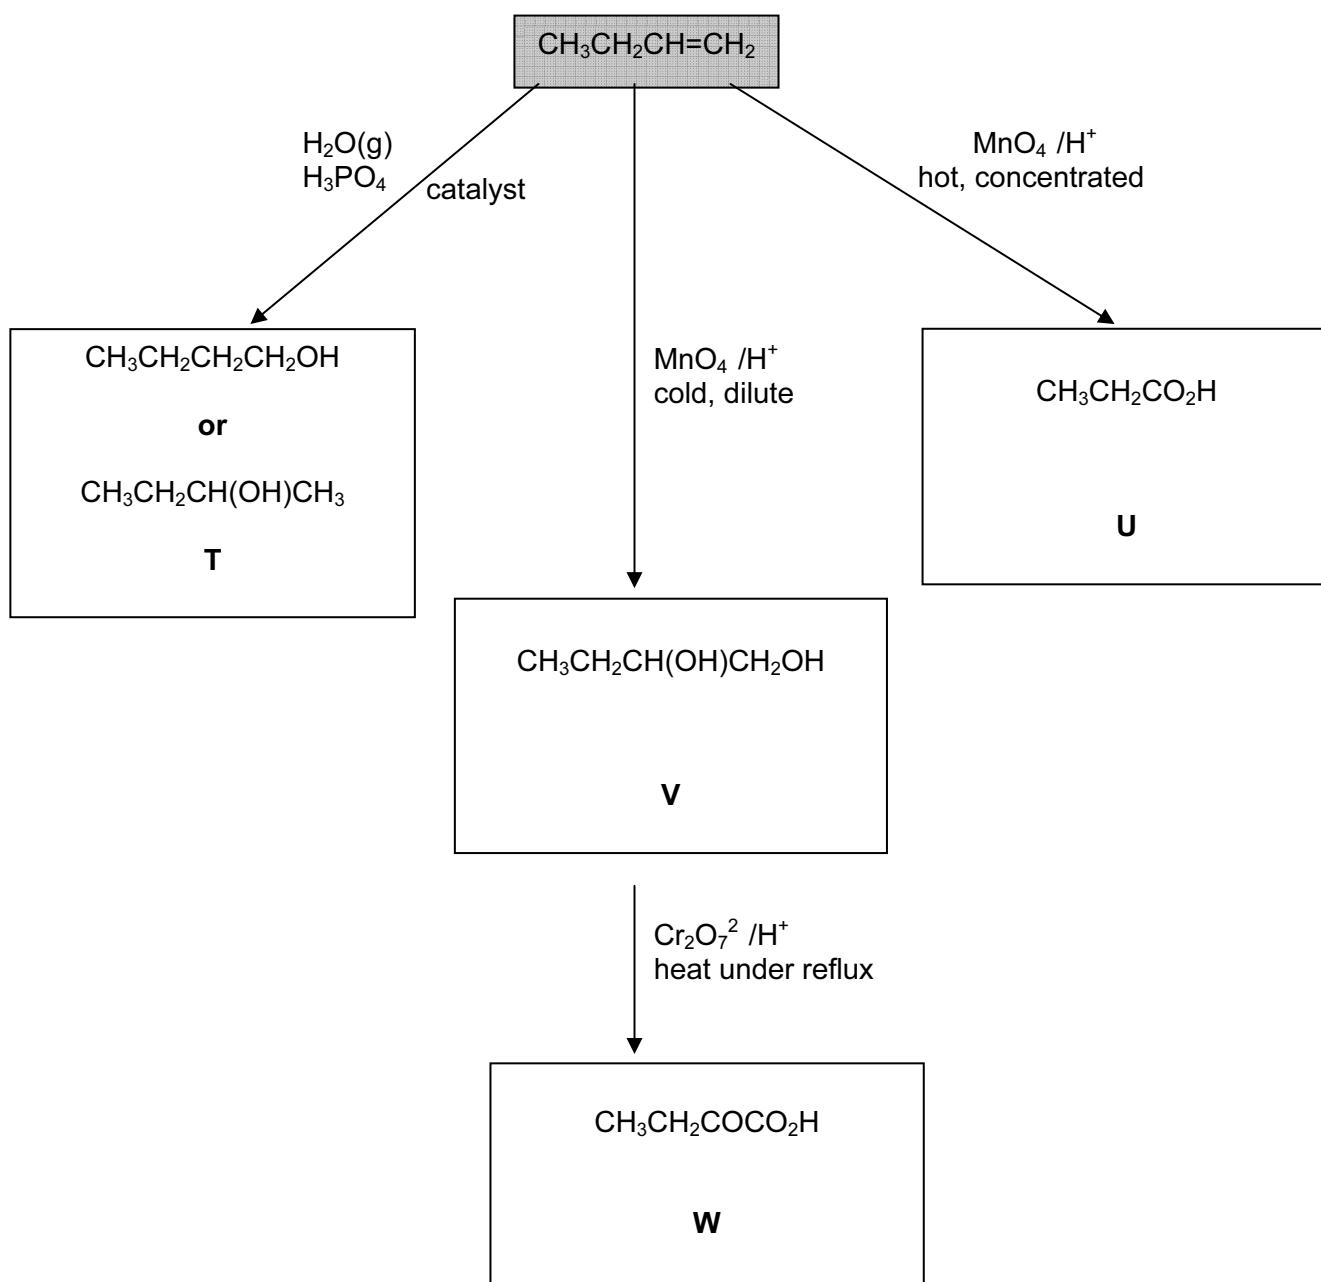 CH₃CH₂CH=CH₂
H₂O(g)
H₃PO₄
catalyst
MnO₄ /H⁺
hot, concentrated
CH₃CH₂CH₂CH₂OH
or
CH₃CH₂CH(OH)CH₃
T
MnO₄ /H⁺
cold, dilute
CH₃CH₂CO₂H
U
CH₃CH₂CH(OH)CH₂OH
V
Cr₂O₇² /H⁺
heat under reflux
CH₃CH₂COCO₂H
W